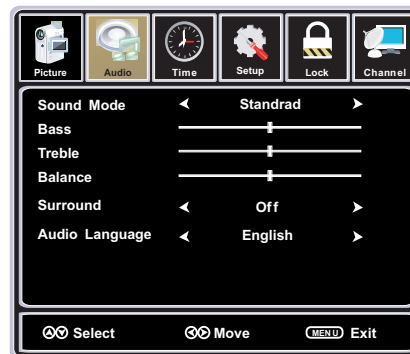 Picture Audio Time Setup Lock Channel
Sound Mode Standrad
Bass
Treble
Balance
Surround Off
Audio Language English
Select Move MENU Exit